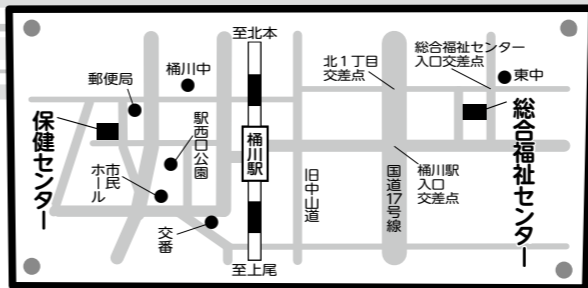 至北本
郵便局
桶川中
北1丁目
交差点
総合福祉センター
入口交差点
東中
保健センター
駅西口公園
桶川駅
市民
ホール
交番
旧中山道
国道17号線
桶川駅
入口
交差点
総合福祉センター
至上尾